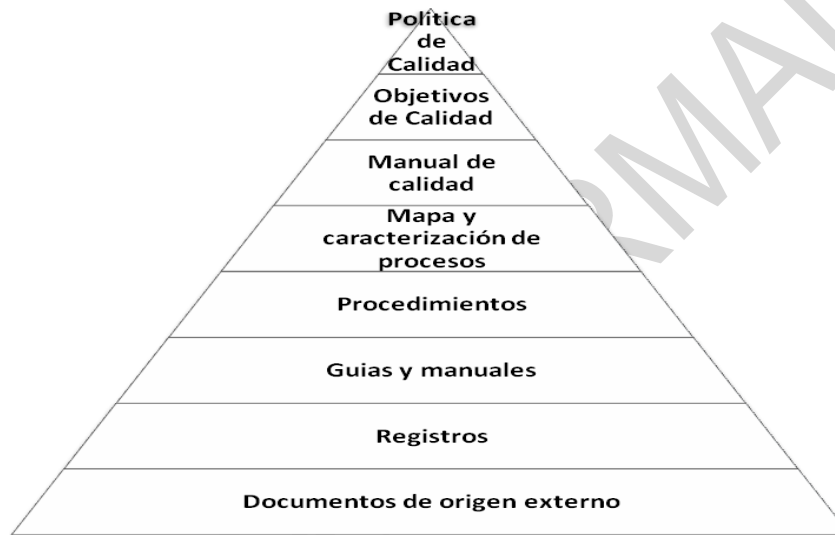 Política
de
Calidad
Objetivos
de Calidad
Manual de
calidad
Mapa y
caracterización de
procesos
Procedimientos
Guias y manuales
Registros
Documentos de origen externo